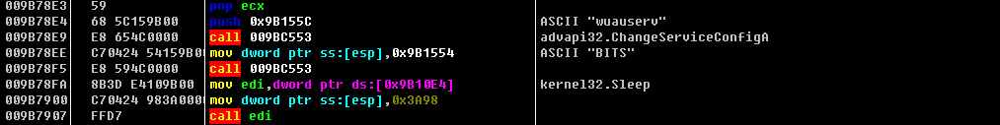 009B78E3 59 pop ecx
009B78E4 68 5C159B00 push 0x9B155C ASCII "wuauserv"
009B78E9 E8 654C0000 call 009BC553 advapi32.ChangeServiceConfigA
009B78EE C70424 54159B00 mov dword ptr ss:[esp],0x9B1554 ASCII "BITS"
009B78F5 E8 594C0000 call 009BC553
009B78FA 8B3D E4109B00 mov edi,dword ptr ds:[0x9B10E4] kernel32.Sleep
009B7900 C70424 983A0000 mov dword ptr ss:[esp],0x3A98
009B7907 FFD7 call edi